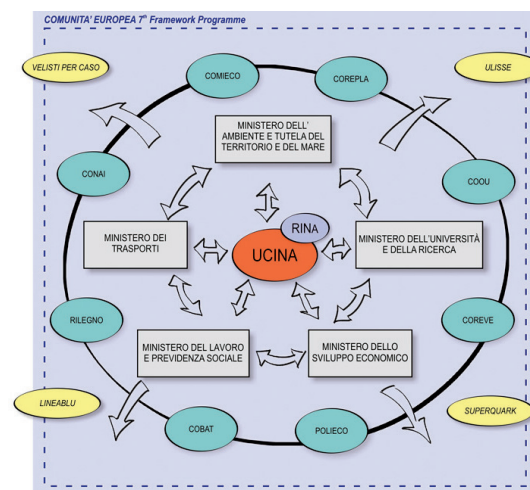 COMUNITA' EUROPEA 7th Framework Programme
VELISTI PER CASO
ULISSE
COMIECO
COREPLA
MINISTERO DELL'
AMBIENTE E TUTELA DEL
TERRITORIO E DEL MARE
CONAI
COOU
RINA
UCINA
MINISTERO DEI
TRASPORTI
MINISTERO DELL'UNIVERSITÀ
E DELLA RICERCA
RILEGNO
COREVE
MINISTERO DEL LAVORO
E PREVIDENZA SOCIALE
MINISTERO DELLO
SVILUPPO ECONOMICO
LINEABLU
SUPERQUARK
COBAT
POLIECO